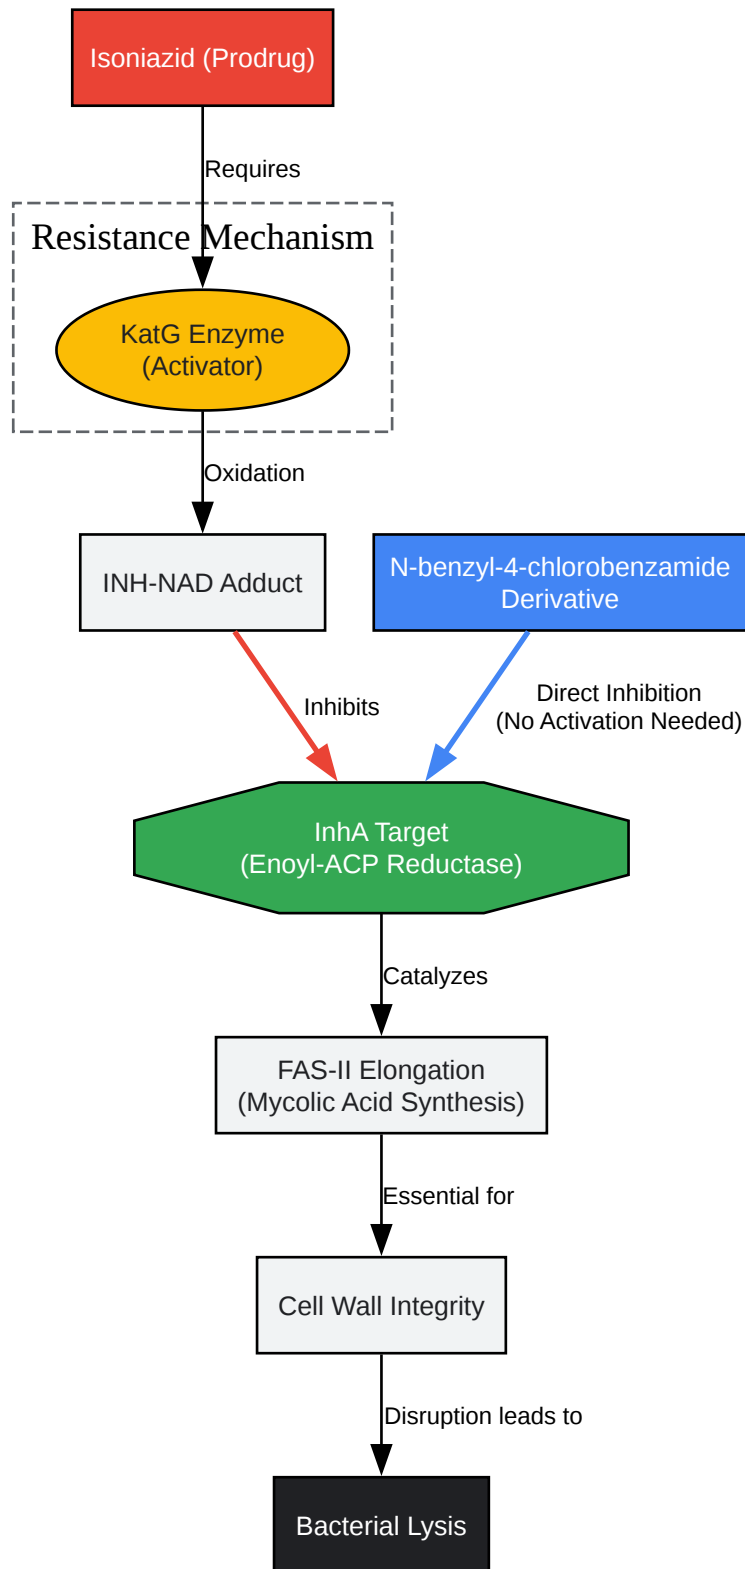 Isoniazid (Prodrug)
Requires
Resistance Mechanism
KatG Enzyme
(Activator)
Oxidation
INH-NAD Adduct
N-benzyl-4-chlorobenzamide
Derivative
Inhibits
Direct Inhibition
(No Activation Needed)
InhA Target
(Enoyl-ACP Reductase)
Catalyzes
FAS-II Elongation
(Mycolic Acid Synthesis)
Essential for
Cell Wall Integrity
Disruption leads to
Bacterial Lysis